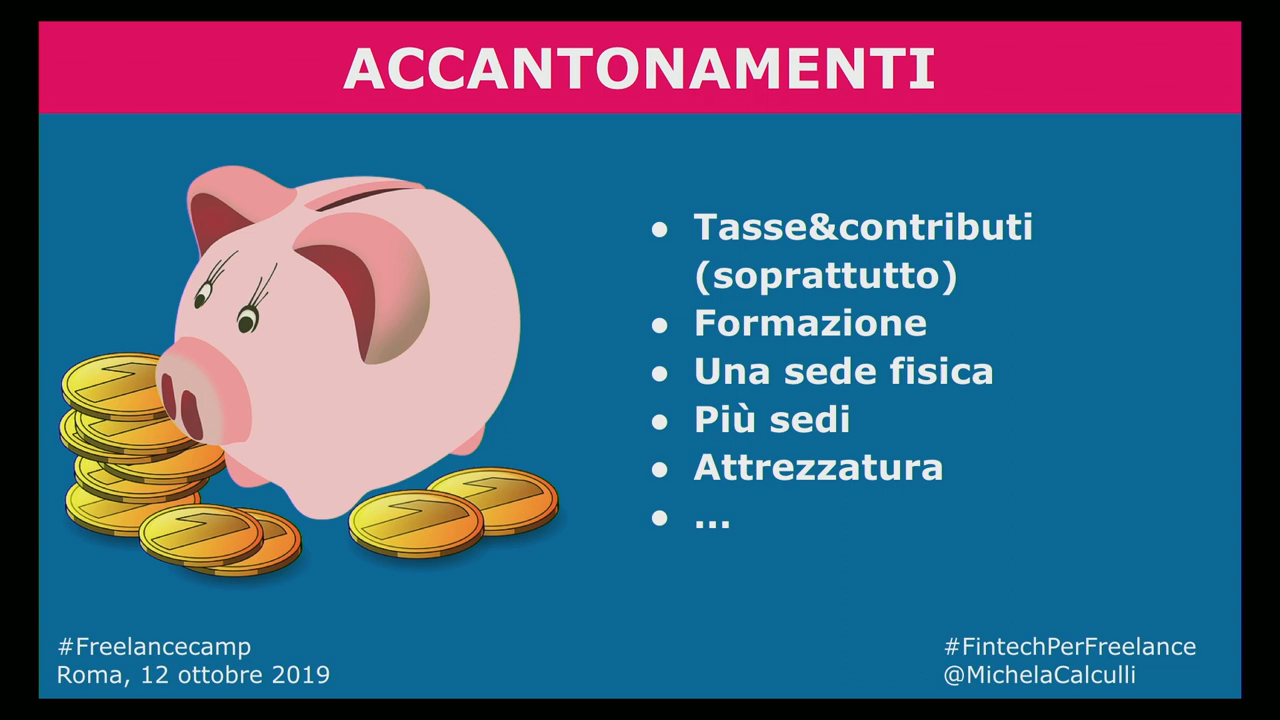 ACCANTONAMENTI
● Tasse&contributi
(soprattutto)
● Formazione
● Una sede fisica
● Più sedi
● Attrezzatura
● ...
#Freelancecamp
Roma, 12 ottobre 2019
#FintechPerFreelance
@MichelaCalculli